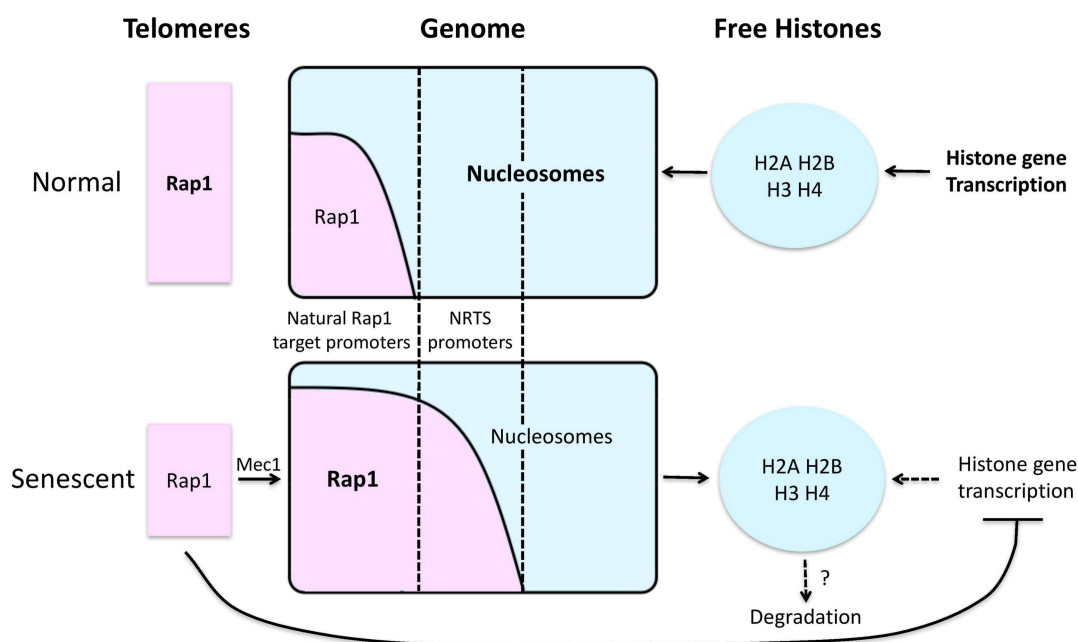 Telomeres
Genome
Free Histones
Normal
Rap1
Rap1
Nucleosomes
H2A H2B
H3 H4
Histone gene
Transcription
Natural Rap1
target promoters
NRTS
promoters
Senescent
Rap1
Mec1
Rap1
Nucleosomes
H2A H2B
H3 H4
Histone gene
transcription
?
Degradation